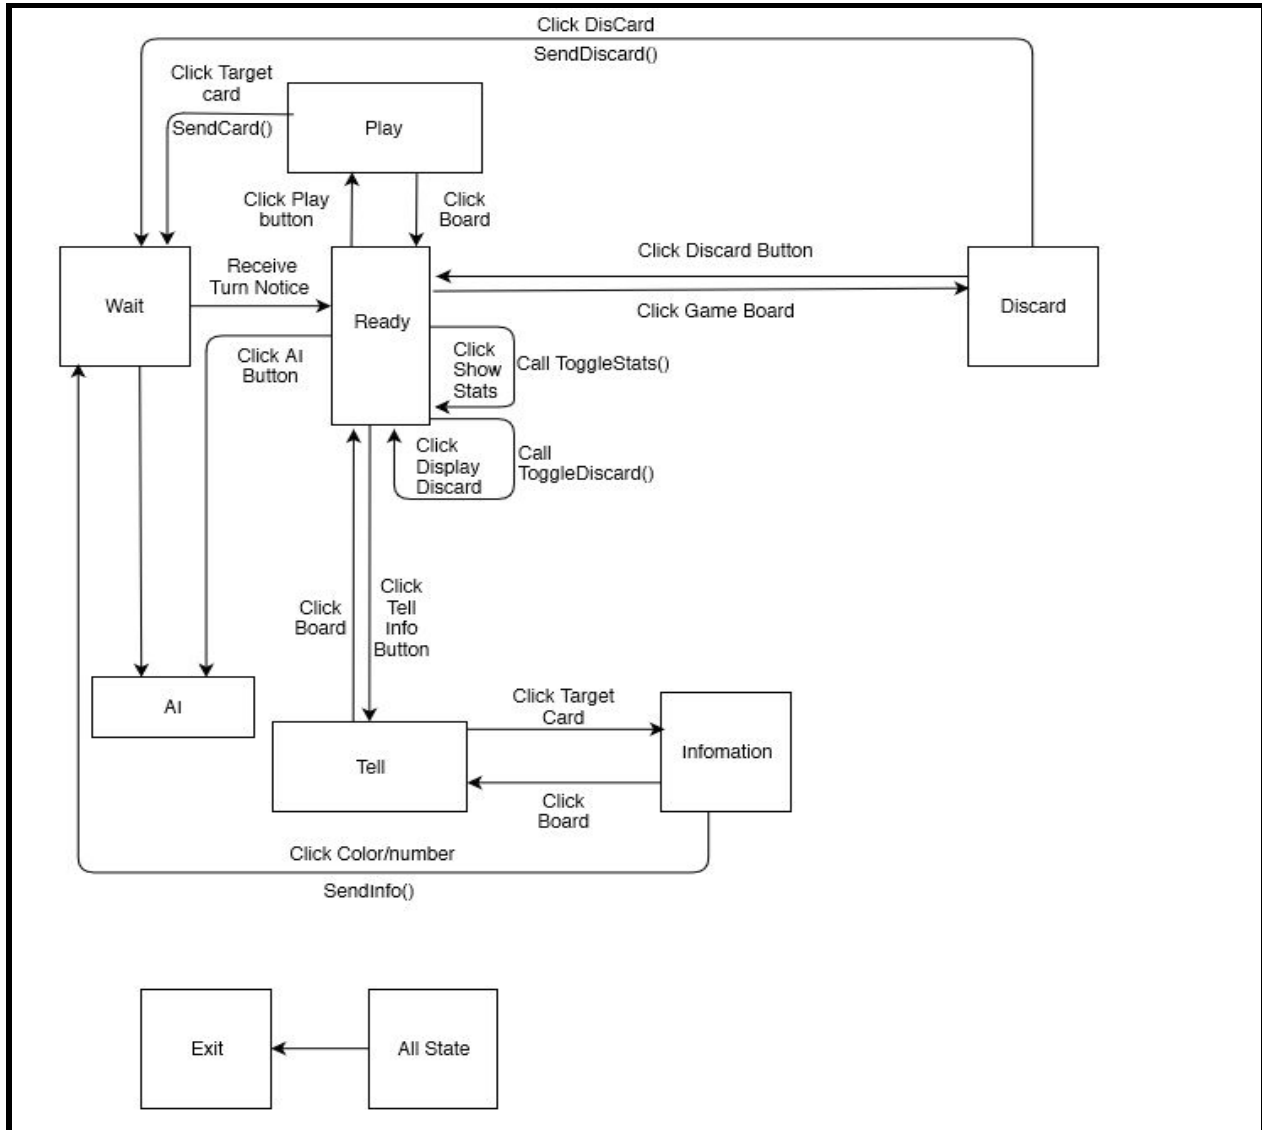 Click DisCard
SendDiscard()
Click Target
card
SendCard()
Play
Click Play
button
Click
Board
Wait
Receive
Turn Notice
Ready
Click Discard Button
Click Game Board
Discard
Click AI
Button
Click
Show
Stats
Call ToggleStats()
Click
Display
Discard
Call
ToggleDiscard()
Click
Board
Click
Tell
Info
Button
AI
Tell
Click Target
Card
Infomation
Click
Board
Click Color/number
SendInfo()
Exit
All State